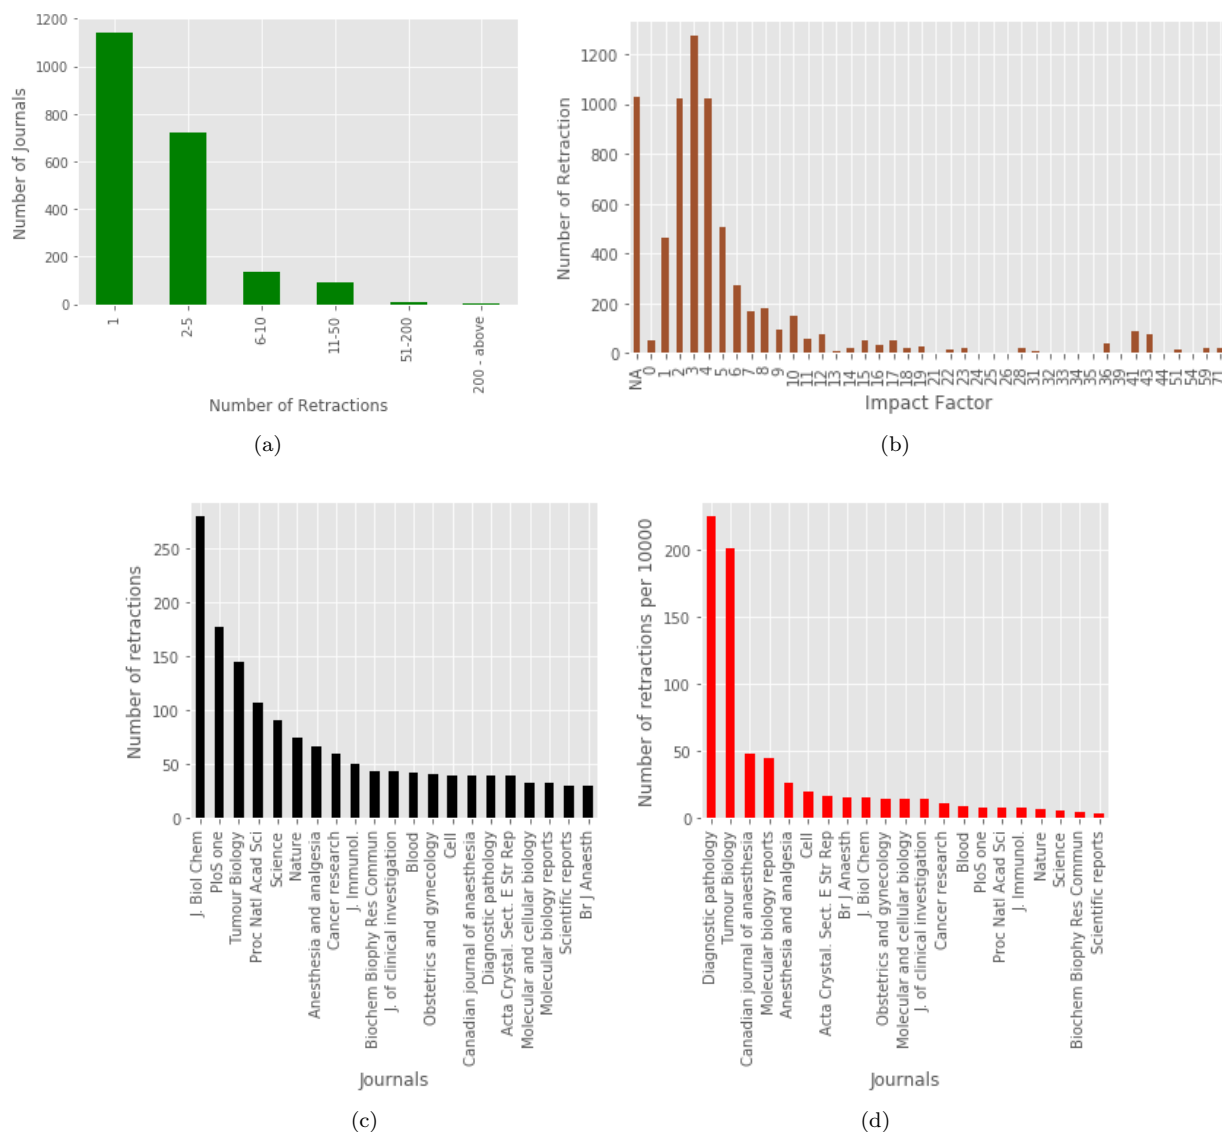 1200
1000
800
600
400
200
0
Number of Journals
1
2-5
6-10
11-50
51-200
200 - above
Number of Retractions
(a)
1200
1000
800
600
400
200
0
Number of Retraction
NA
0
1
2
3
4
5
6
7
8
9
10
11
12
13
14
15
16
17
18
19
21
22
23
24
25
26
28
31
32
33
34
35
36
39
41
43
44
51
54
59
71
Impact Factor
(b)
250
200
150
100
50
0
Number of retractions
J. Biol Chem
PloS one
Tumour Biology
Proc Natl Acad Sci
Science
Nature
Anesthesia and analgesia
Cancer research
J. Immunol.
Biochem Biophy Res Commun
J. of clinical investigation
Blood
Obstetrics and gynecology
Cell
Canadian journal of anaesthesia
Diagnostic pathology
Acta Crystal. Sect. E Str Rep
Molecular and cellular biology
Molecular biology reports
Scientific reports
Br J Anaesth
Journals
(c)
200
150
100
50
0
Number of retractions per 10000
Diagnostic pathology
Tumour Biology
Canadian journal of anaesthesia
Molecular biology reports
Anesthesia and analgesia
Cell
Acta Crystal. Sect. E Str Rep
Br J Anaesth
J. Biol Chem
Obstetrics and gynecology
Molecular and cellular biology
J. of clinical investigation
Cancer research
Blood
PloS one
Proc Natl Acad Sci
J. Immunol.
Nature
Science
Biochem Biophy Res Commun
Scientific reports
Journals
(d)